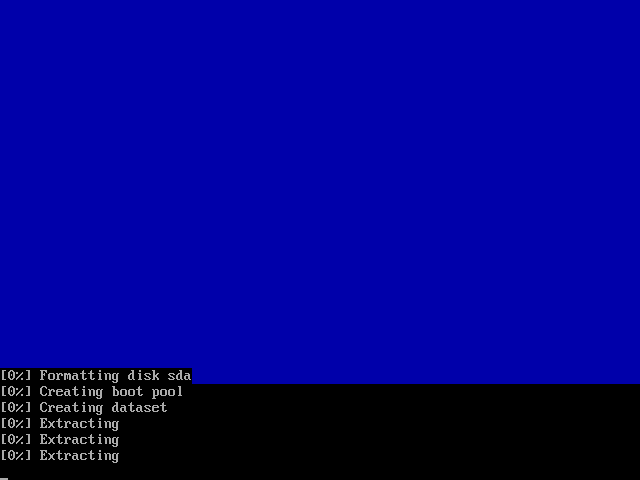 [0%] Formatting disk sda
[0%] Creating boot pool
[0%] Creating dataset
[0%] Extracting
[0%] Extracting
[0%] Extracting